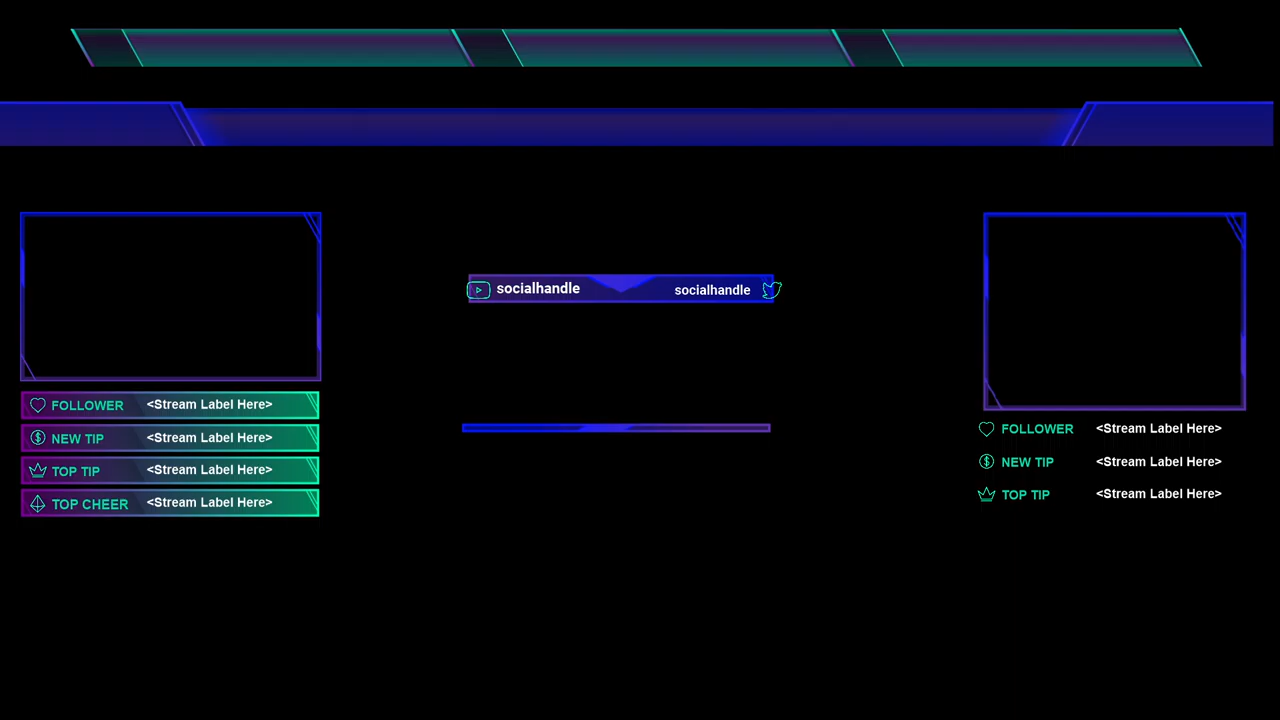 socialhandle socialhandle
FOLLOWER <Stream Label Here>
NEW TIP <Stream Label Here>
TOP TIP <Stream Label Here>
TOP CHEER <Stream Label Here>
FOLLOWER <Stream Label Here>
NEW TIP <Stream Label Here>
TOP TIP <Stream Label Here>